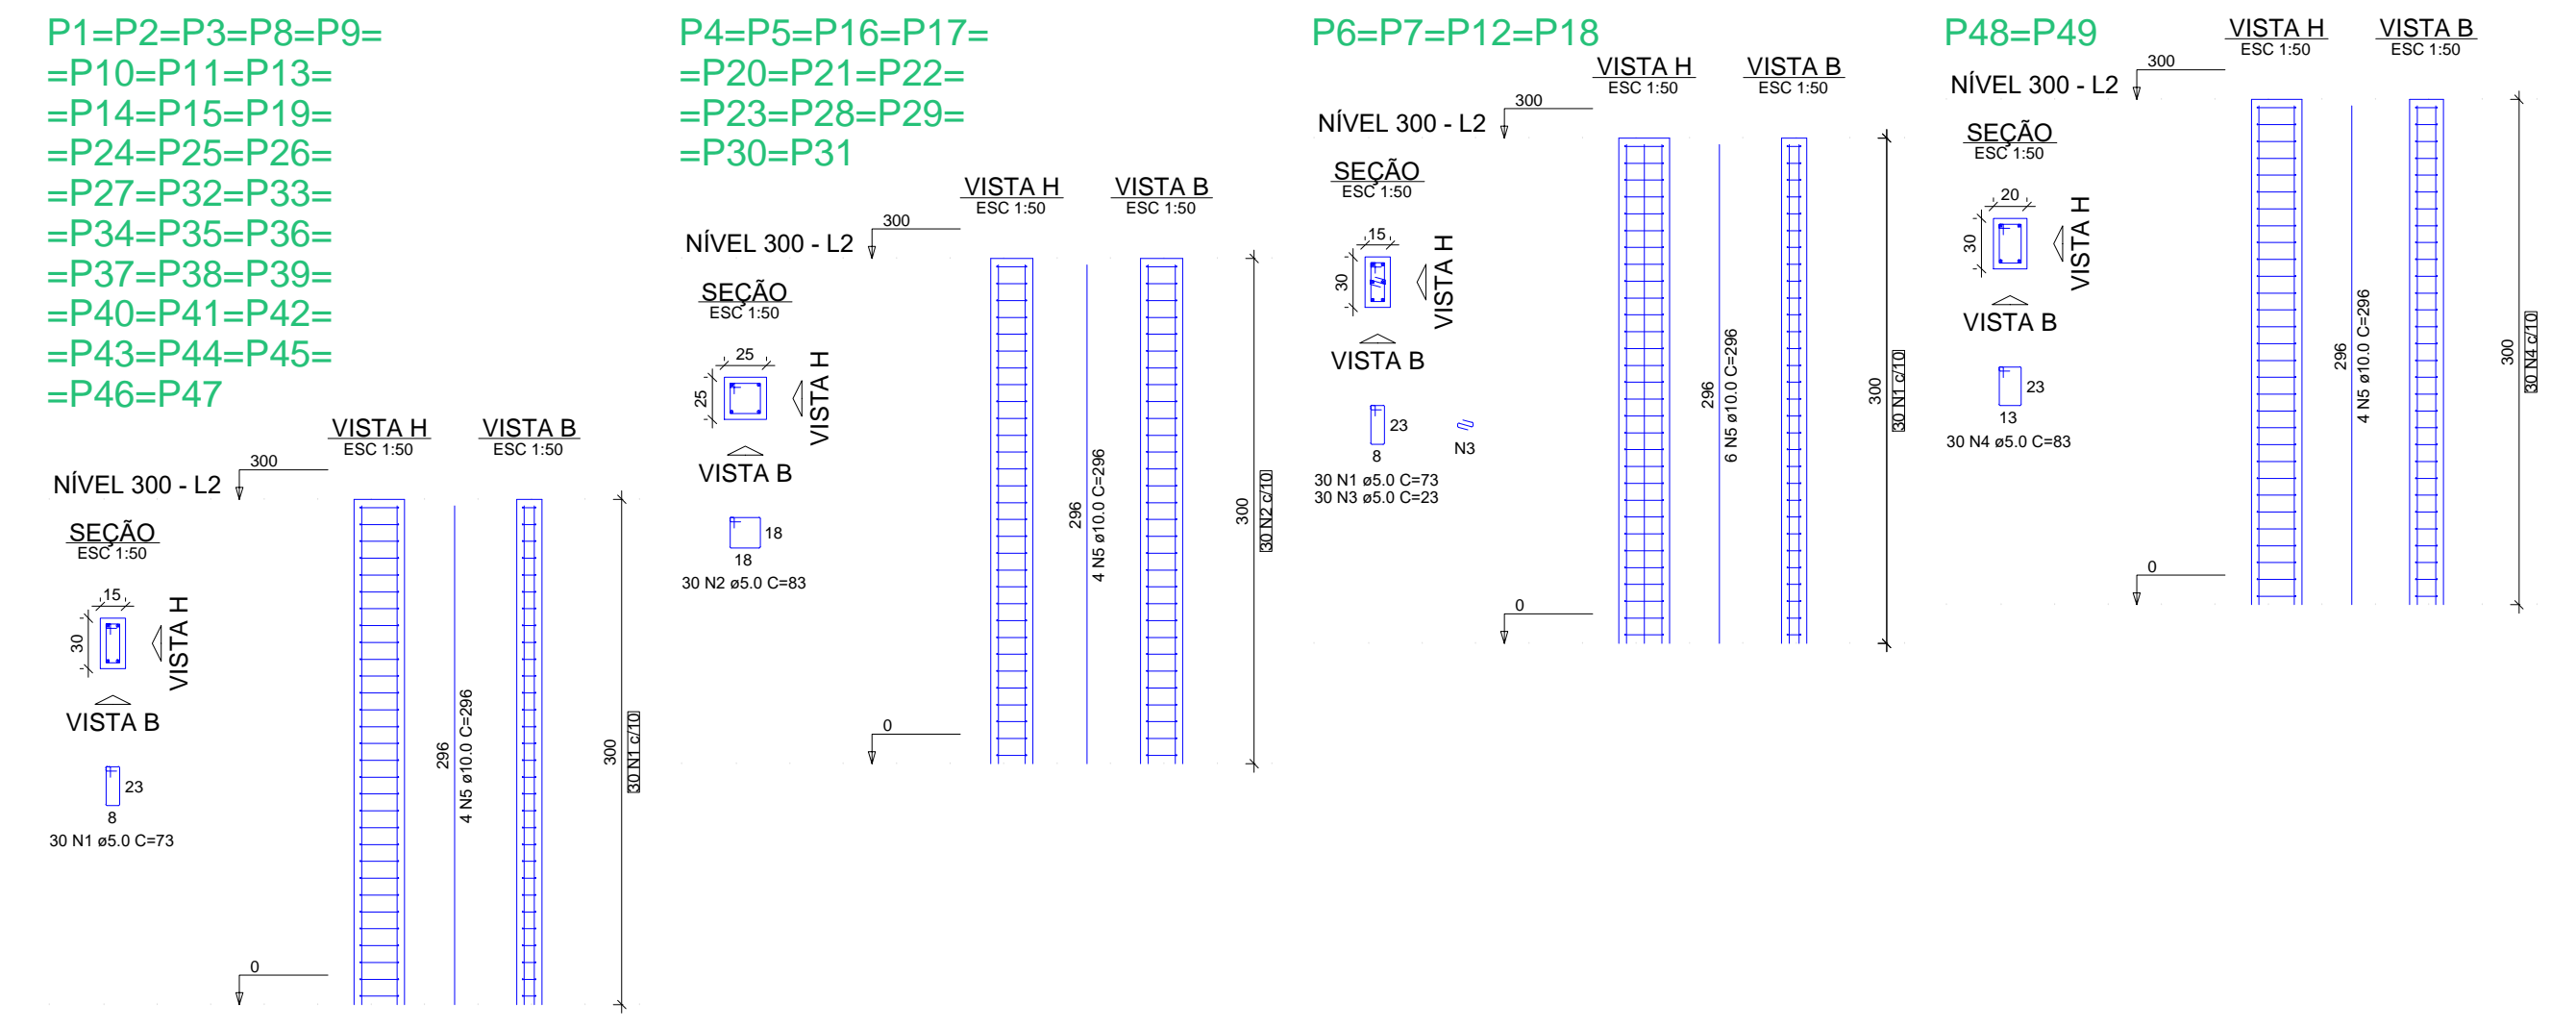 P1=P2=P3=P8=P9=
=P10=P11=P13=
=P14=P15=P19=
=P24=P25=P26=
=P27=P32=P33=
=P34=P35=P36=
=P37=P38=P39=
=P40=P41=P42=
=P43=P44=P45=
=P46=P47
VISTA H
ESC 1:50
VISTA B
ESC 1:50
300
NÍVEL 300 - L2
SEÇÃO
ESC 1:50
15
30
VISTA H
VISTA B
23
8
30 N1 ø5.0 C=73
0
296
4 N5 ø10.0 C=296
300
30 N1 c/10
P4=P5=P16=P17=
=P20=P21=P22=
=P23=P28=P29=
=P30=P31
VISTA H
ESC 1:50
VISTA B
ESC 1:50
300
NÍVEL 300 - L2
SEÇÃO
ESC 1:50
25
25
VISTA H
VISTA B
18
18
30 N2 ø5.0 C=83
0
296
4 N5 ø10.0 C=296
300
30 N2 c/10
P6=P7=P12=P18
VISTA H
ESC 1:50
VISTA B
ESC 1:50
300
NÍVEL 300 - L2
SEÇÃO
ESC 1:50
15
30
VISTA H
VISTA B
23
8
N3
30 N1 ø5.0 C=73
30 N3 ø5.0 C=23
0
296
6 N5 ø10.0 C=296
300
30 N1 c/10
P48=P49
VISTA H
ESC 1:50
VISTA B
ESC 1:50
300
NÍVEL 300 - L2
SEÇÃO
ESC 1:50
20
30
VISTA H
VISTA B
23
13
30 N4 ø5.0 C=83
0
296
4 N5 ø10.0 C=296
300
30 N4 c/10